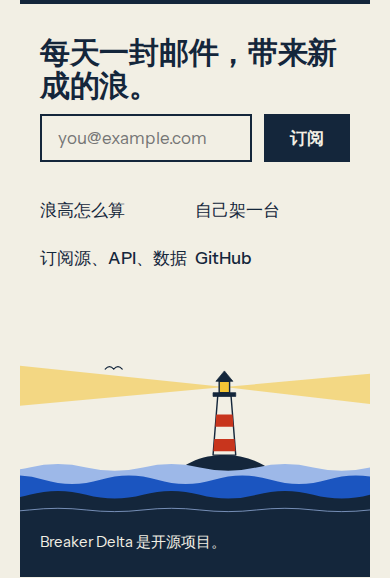 每天一封邮件，带来新
成的浪。
you@example.com
订阅
浪高怎么算
自己架一台
订阅源、API、数据
GitHub
Breaker Delta 是开源项目。